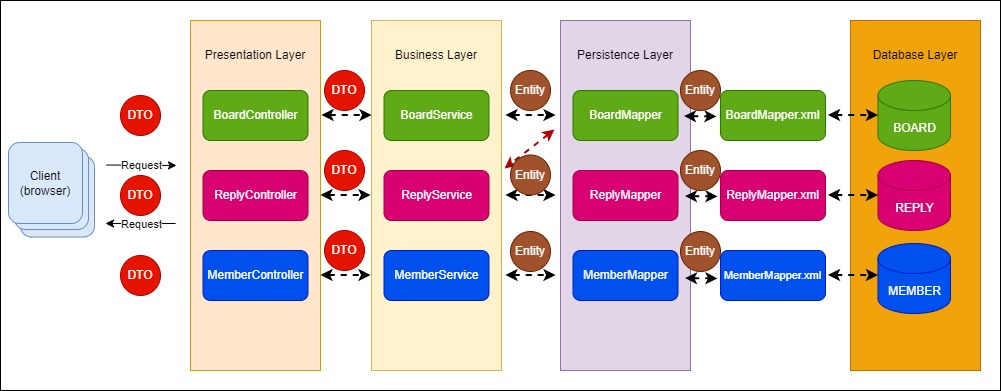 Presentation Layer
Business Layer
Persistence Layer
Database Layer
DTO
BoardController
DTO
BoardService
Entity
BoardMapper
Entity
BoardMapper.xml
BOARD
Client
(browser)
Request
DTO
Request
ReplyController
DTO
ReplyService
Entity
ReplyMapper
Entity
ReplyMapper.xml
REPLY
DTO
MemberController
DTO
MemberService
Entity
MemberMapper
Entity
MemberMapper.xml
MEMBER